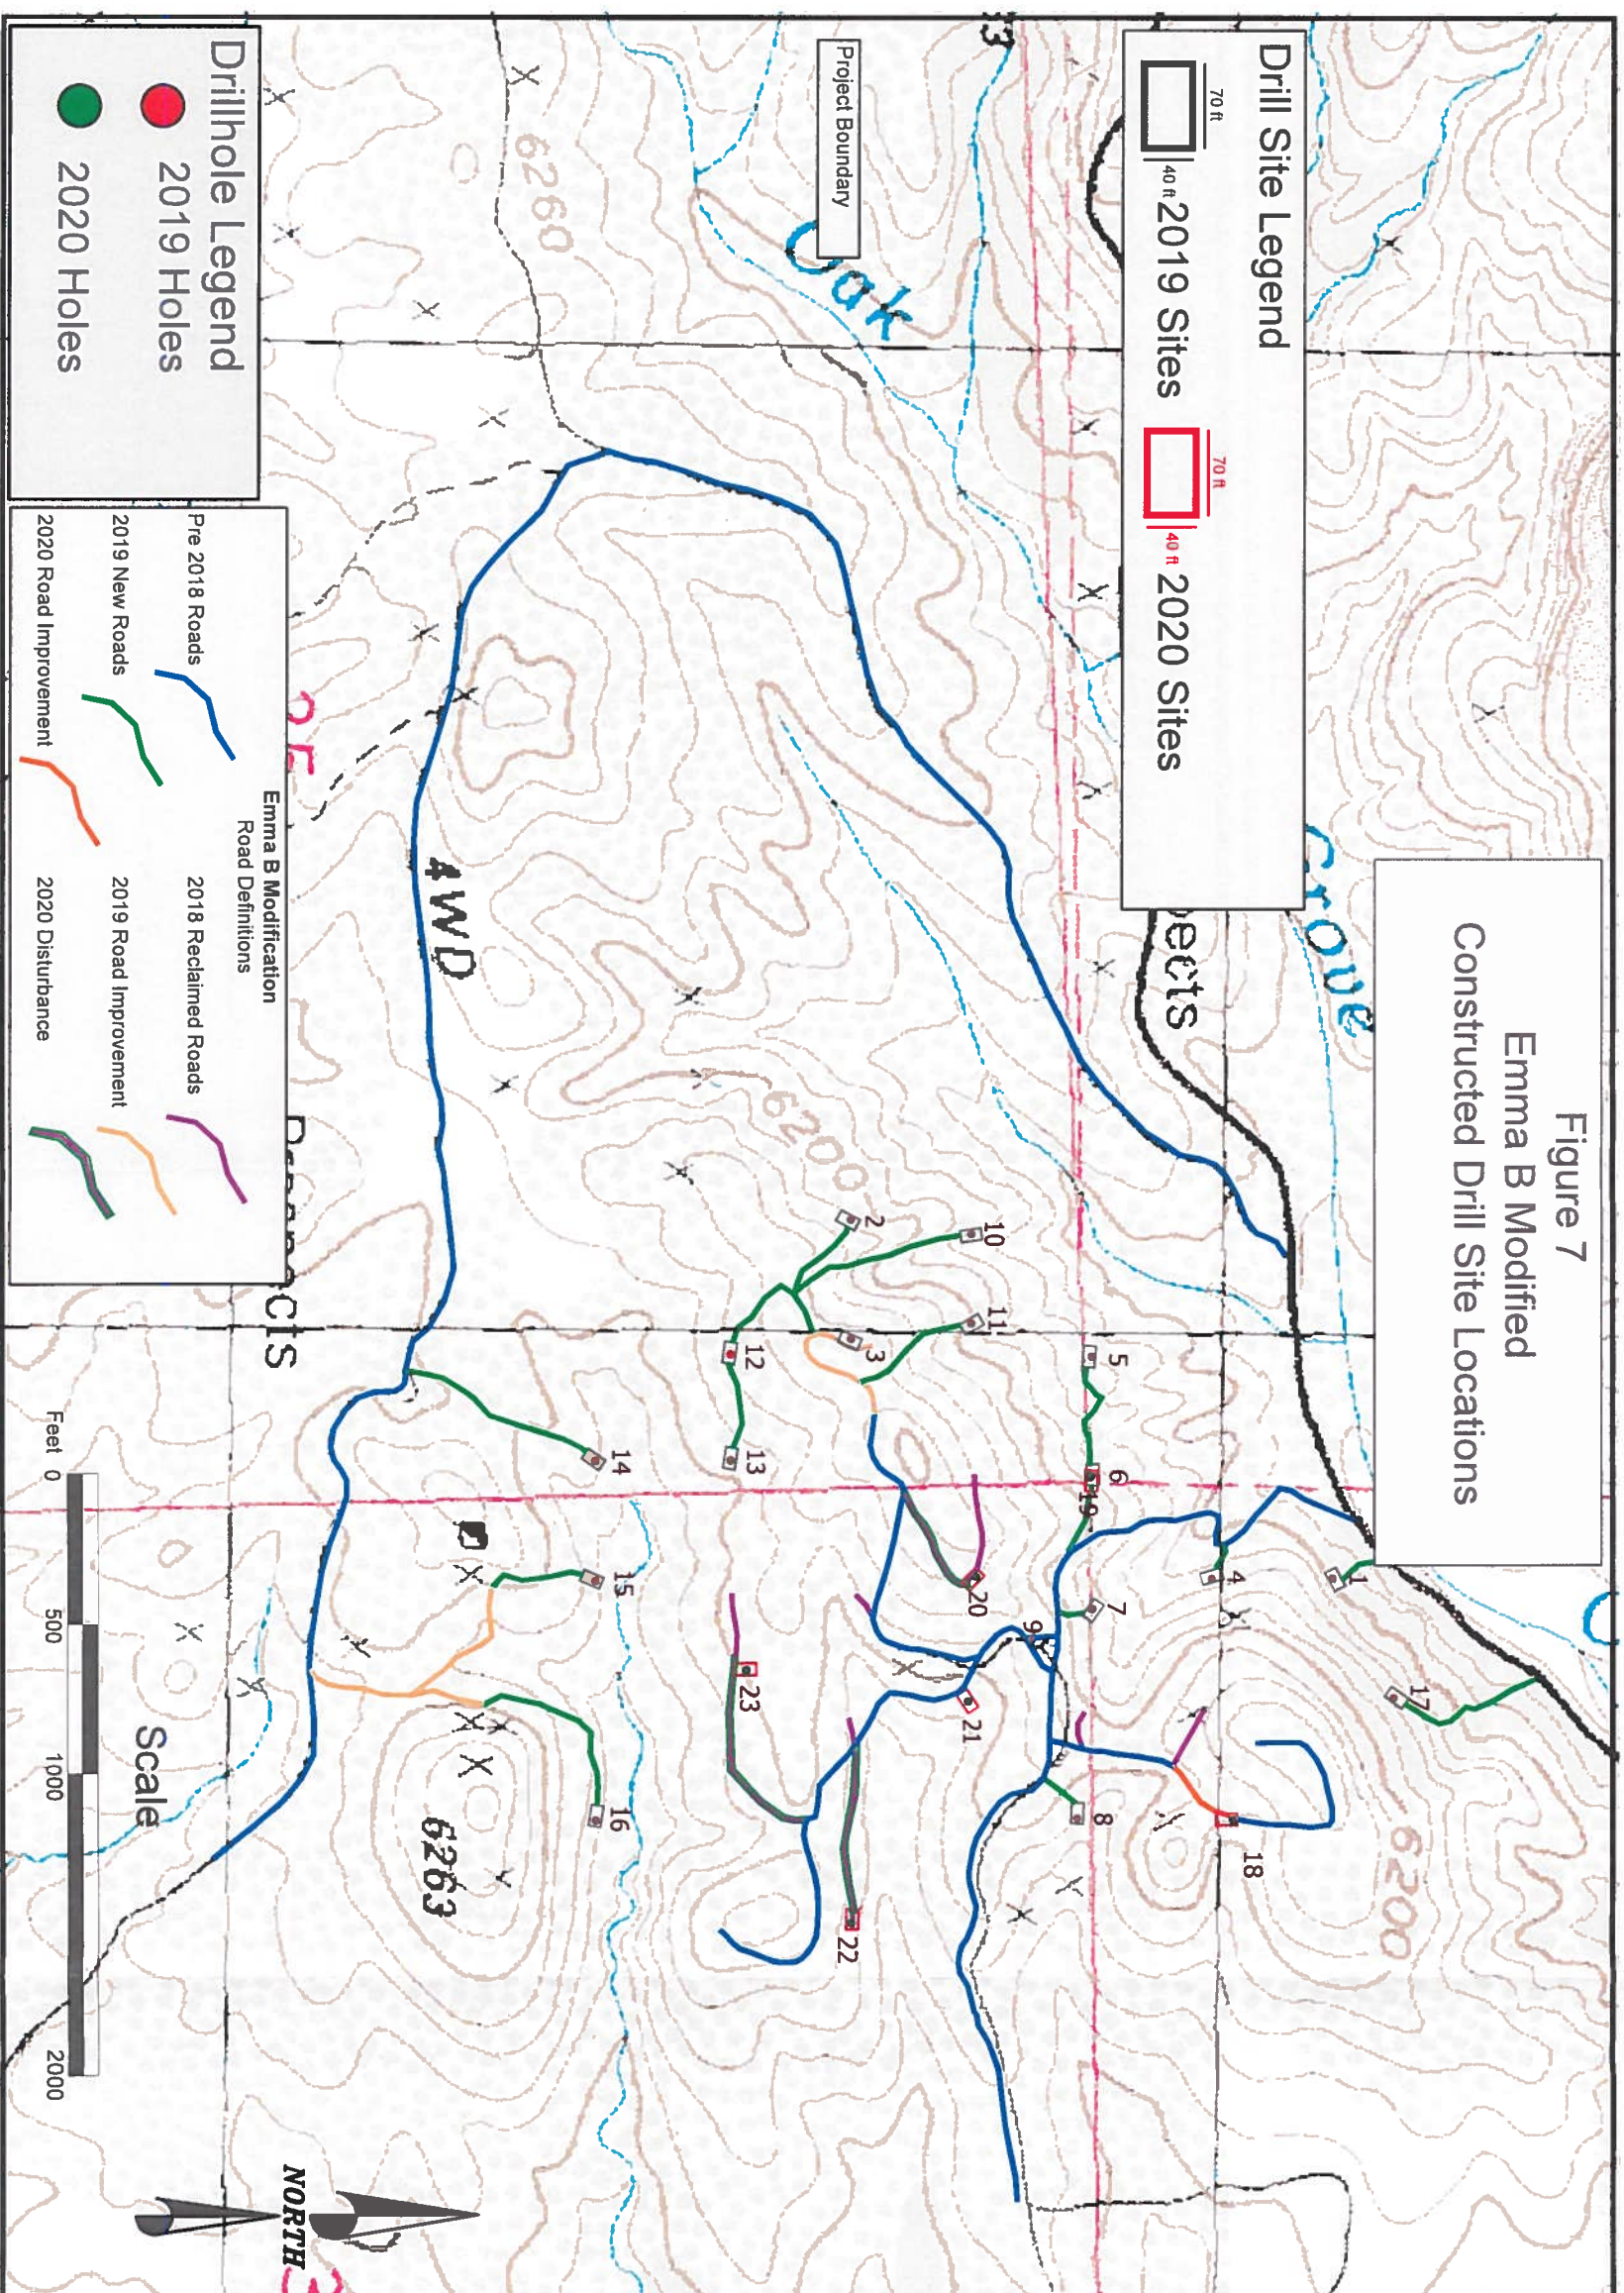 Figure 7
Emma B Modified
Constructed Drill Site Locations
Drill Site Legend
70 ft
40 ft
2019 Sites
70 ft
40 ft
2020 Sites
Project Boundary
Oak
Grove
ects
33
6260
6200
6200
4WD
6263
1
2
3
4
5
6
7
8
9
10
11
12
13
14
15
16
17
18
19
20
21
22
23
Drillhole Legend
2019 Holes
2020 Holes
Emma B Modification
Road Definitions
Pre 2018 Roads
2018 Reclaimed Roads
2019 New Roads
2019 Road Improvement
2020 Road Improvement
2020 Disturbance
Feet 0
500
1000
2000
Scale
NORTH